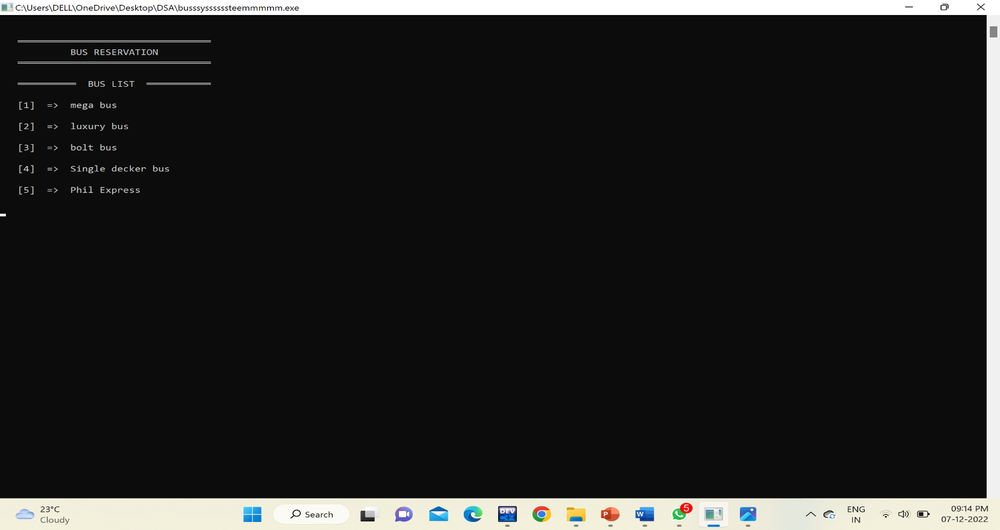 C:\Users\DELL\OneDrive\Desktop\DSA\busssyssssssteemmmmm.exe
BUS RESERVATION
BUS LIST
[1] => mega bus
[2] => luxury bus
[3] => bolt bus
[4] => Single decker bus
[5] => Phil Express
23°C
Cloudy
Search
DEV
C++
P
W
5
ENG
IN
09:14 PM
07-12-2022